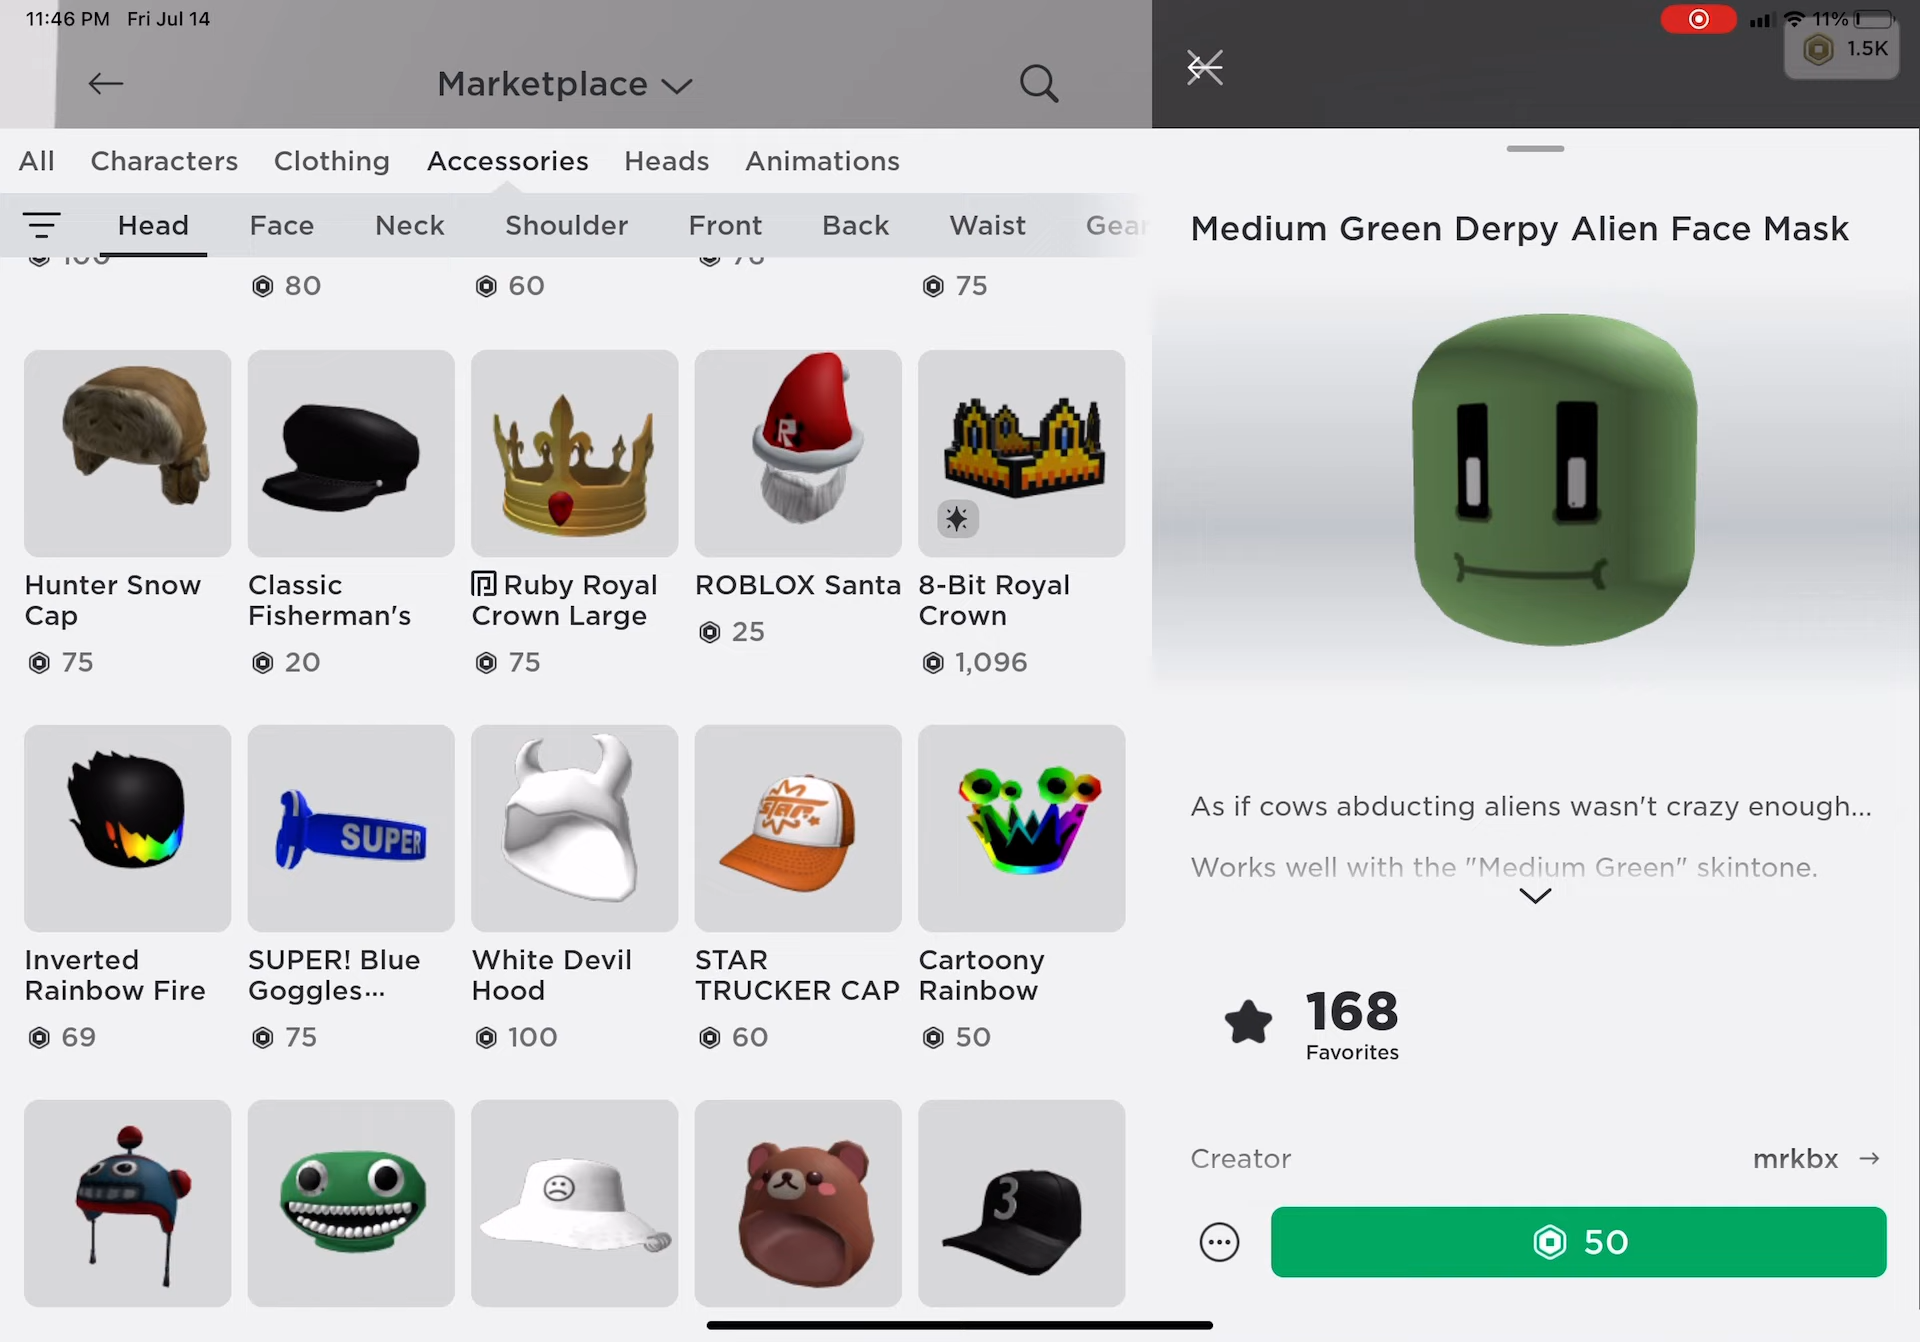 11:46 PM Fri Jul 14
11%
1.5K
Marketplace
All Characters Clothing Accessories Heads Animations
Head Face Neck Shoulder Front Back Waist Gear
80
60
75
Hunter Snow
Cap
75
Classic
Fisherman's
20
Ruby Royal
Crown Large
75
R
ROBLOX Santa
25
8-Bit Royal
Crown
1,096
Inverted
Rainbow Fire
69
SUPER
SUPER! Blue
Goggles...
75
White Devil
Hood
100
star
STAR
TRUCKER CAP
60
Cartoony
Rainbow
50
3
Medium Green Derpy Alien Face Mask
As if cows abducting aliens wasn't crazy enough...
Works well with the "Medium Green" skintone.
168
Favorites
Creator
mrkbx →
50